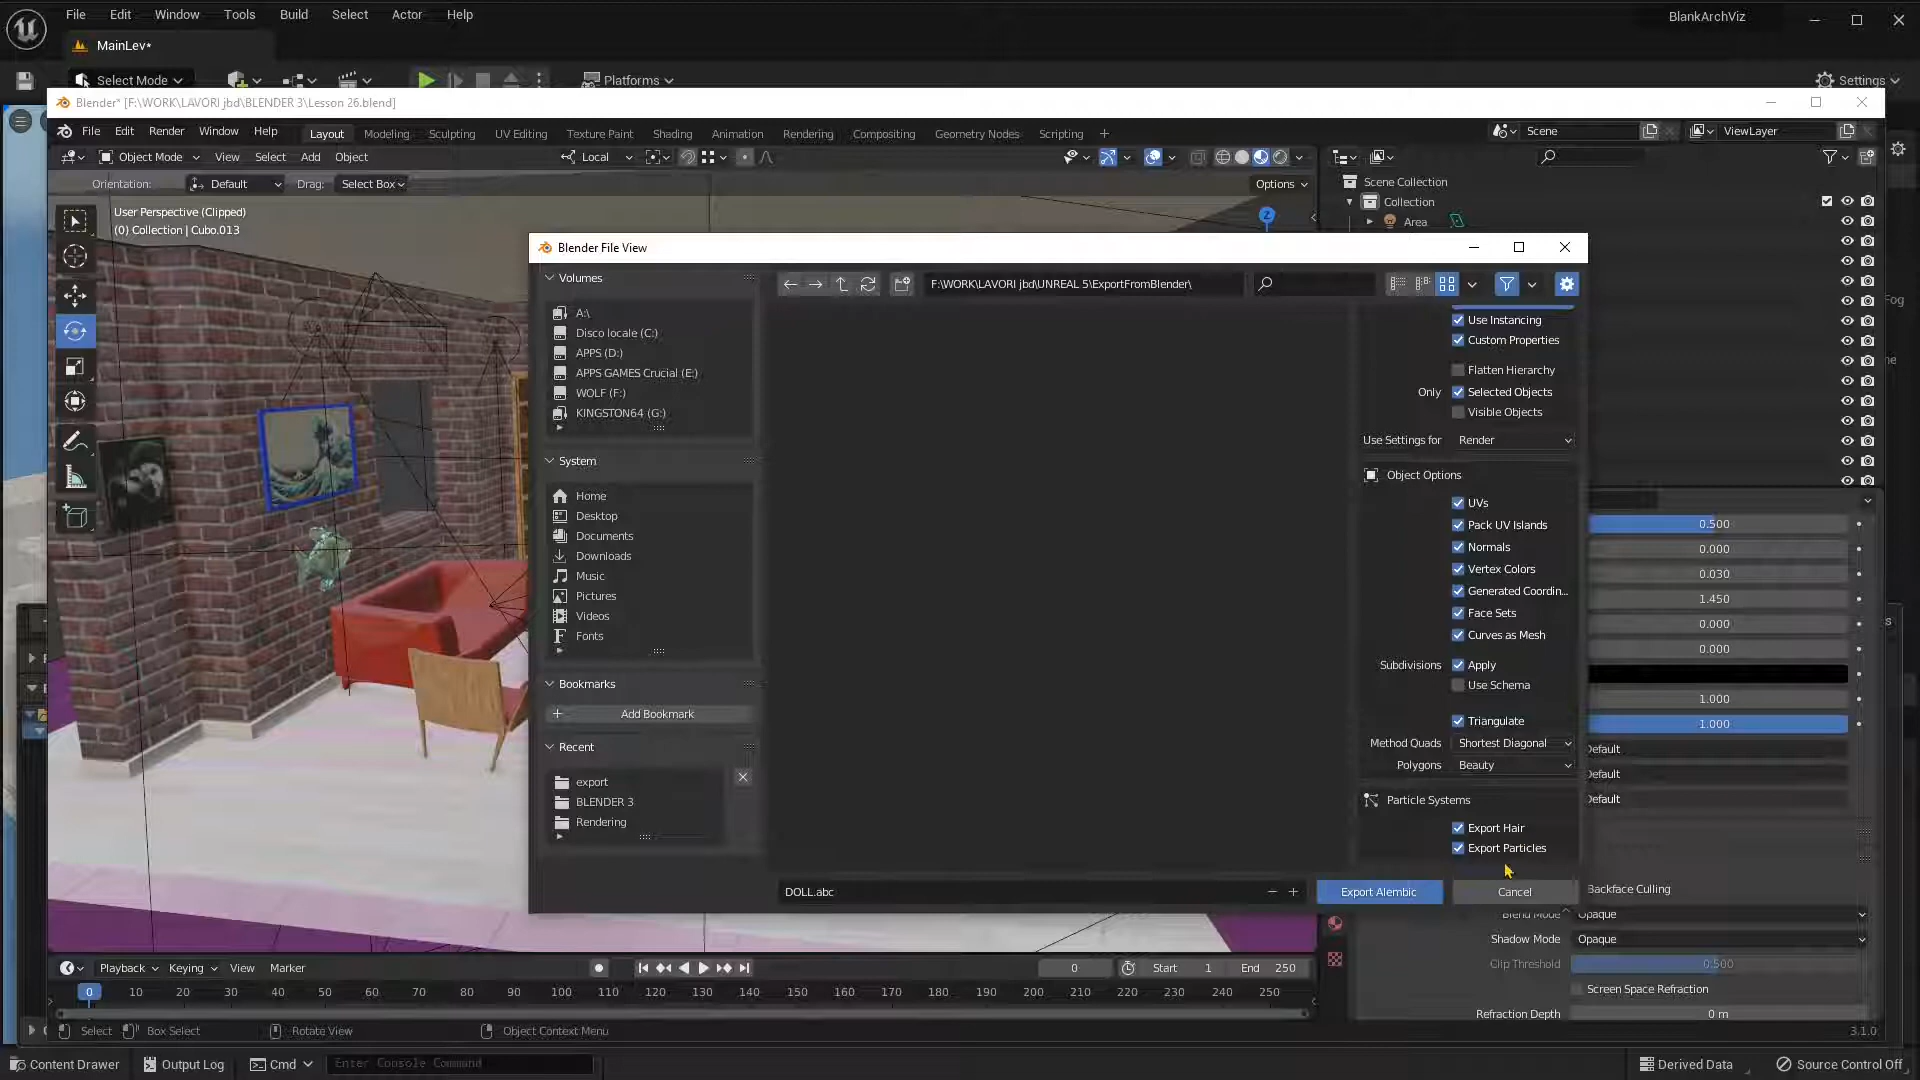 File Edit Window Tools Build Select Actor Help
BlankArchViz
MainLev*
Select Mode
Platforms
Settings
Blender* [F:\WORK\LAVORI jbd\BLENDER 3\Lesson 26.blend]
File Edit Render Window Help
Layout Modeling Sculpting UV Editing Texture Paint Shading Animation Rendering Compositing Geometry Nodes Scripting +
Scene
ViewLayer
Object Mode View Select Add Object
Local
Orientation: Default Drag: Select Box
Options
Scene Collection
Collection
Area
User Perspective (Clipped)
(0) Collection | Cubo.013
Z
Blender File View
Volumes
A:\
Disco locale (C:)
APPS (D:)
APPS GAMES Crucial (E:)
WOLF (F:)
KINGSTON64 (G:)
System
Home
Desktop
Documents
Downloads
Music
Pictures
Videos
Fonts
Bookmarks
Add Bookmark
Recent
export
BLENDER 3
Rendering
F:\WORK\LAVORI jbd\UNREAL 5\ExportFromBlender\
Use Instancing
Custom Properties
Flatten Hierarchy
Only Selected Objects
Visible Objects
Use Settings for Render
Object Options
UVs
Pack UV Islands
Normals
Vertex Colors
Generated Coordin...
Face Sets
Curves as Mesh
Subdivisions Apply
Use Schema
Triangulate
Method Quads Shortest Diagonal
Polygons Beauty
Particle Systems
Export Hair
Export Particles
DOLL.abc
Export Alembic
Cancel
0.500
0.000
0.030
1.450
0.000
0.000
1.000
1.000
Default
Default
Default
Backface Culling
Blend Mode Opaque
Shadow Mode Opaque
Clip Threshold 0.500
Screen Space Refraction
Refraction Depth 0 m
Playback Keying View Marker
0
Start 1
End 250
0 10 20 30 40 50 60 70 80 90 100 110 120 130 140 150 160 170 180 190 200 210 220 230 240 250
Select Box Select Rotate View Object Context Menu
3.1.0
Content Drawer Output Log Cmd Enter Console Command
Derived Data Source Control Off